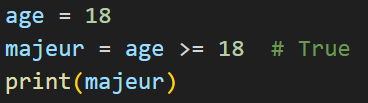 age = 18
majeur = age >= 18  # True
print(majeur)